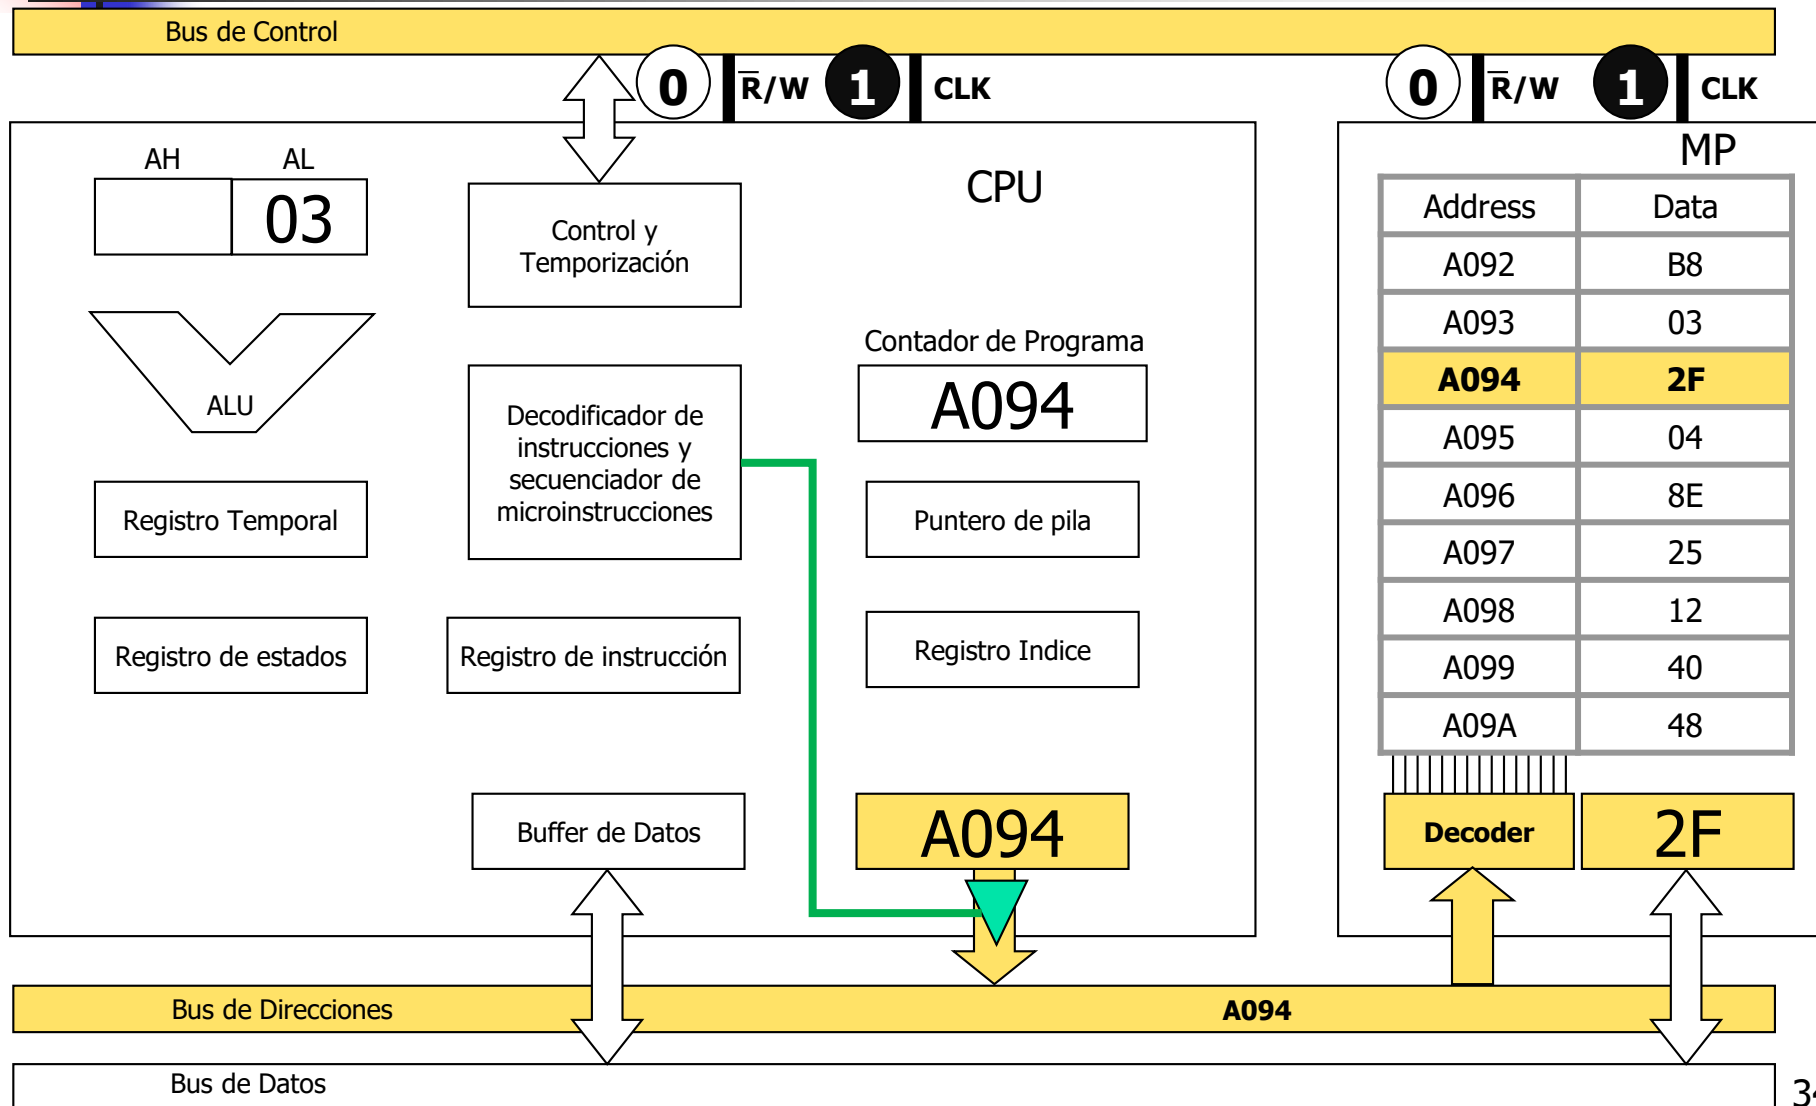 Bus de Control
0 R̅/W 1 CLK
0 R̅/W 1 CLK
AH AL
03
Control y
Temporización
CPU
MP
Address Data
A092 B8
A093 03
A094 2F
A095 04
A096 8E
A097 25
A098 12
A099 40
A09A 48
Contador de Programa
A094
ALU
Decodificador de
instrucciones y
secuenciador de
microinstrucciones
Registro Temporal
Puntero de pila
Registro de estados
Registro de instrucción
Registro Indice
Buffer de Datos
A094
Decoder
2F
Bus de Direcciones
A094
Bus de Datos